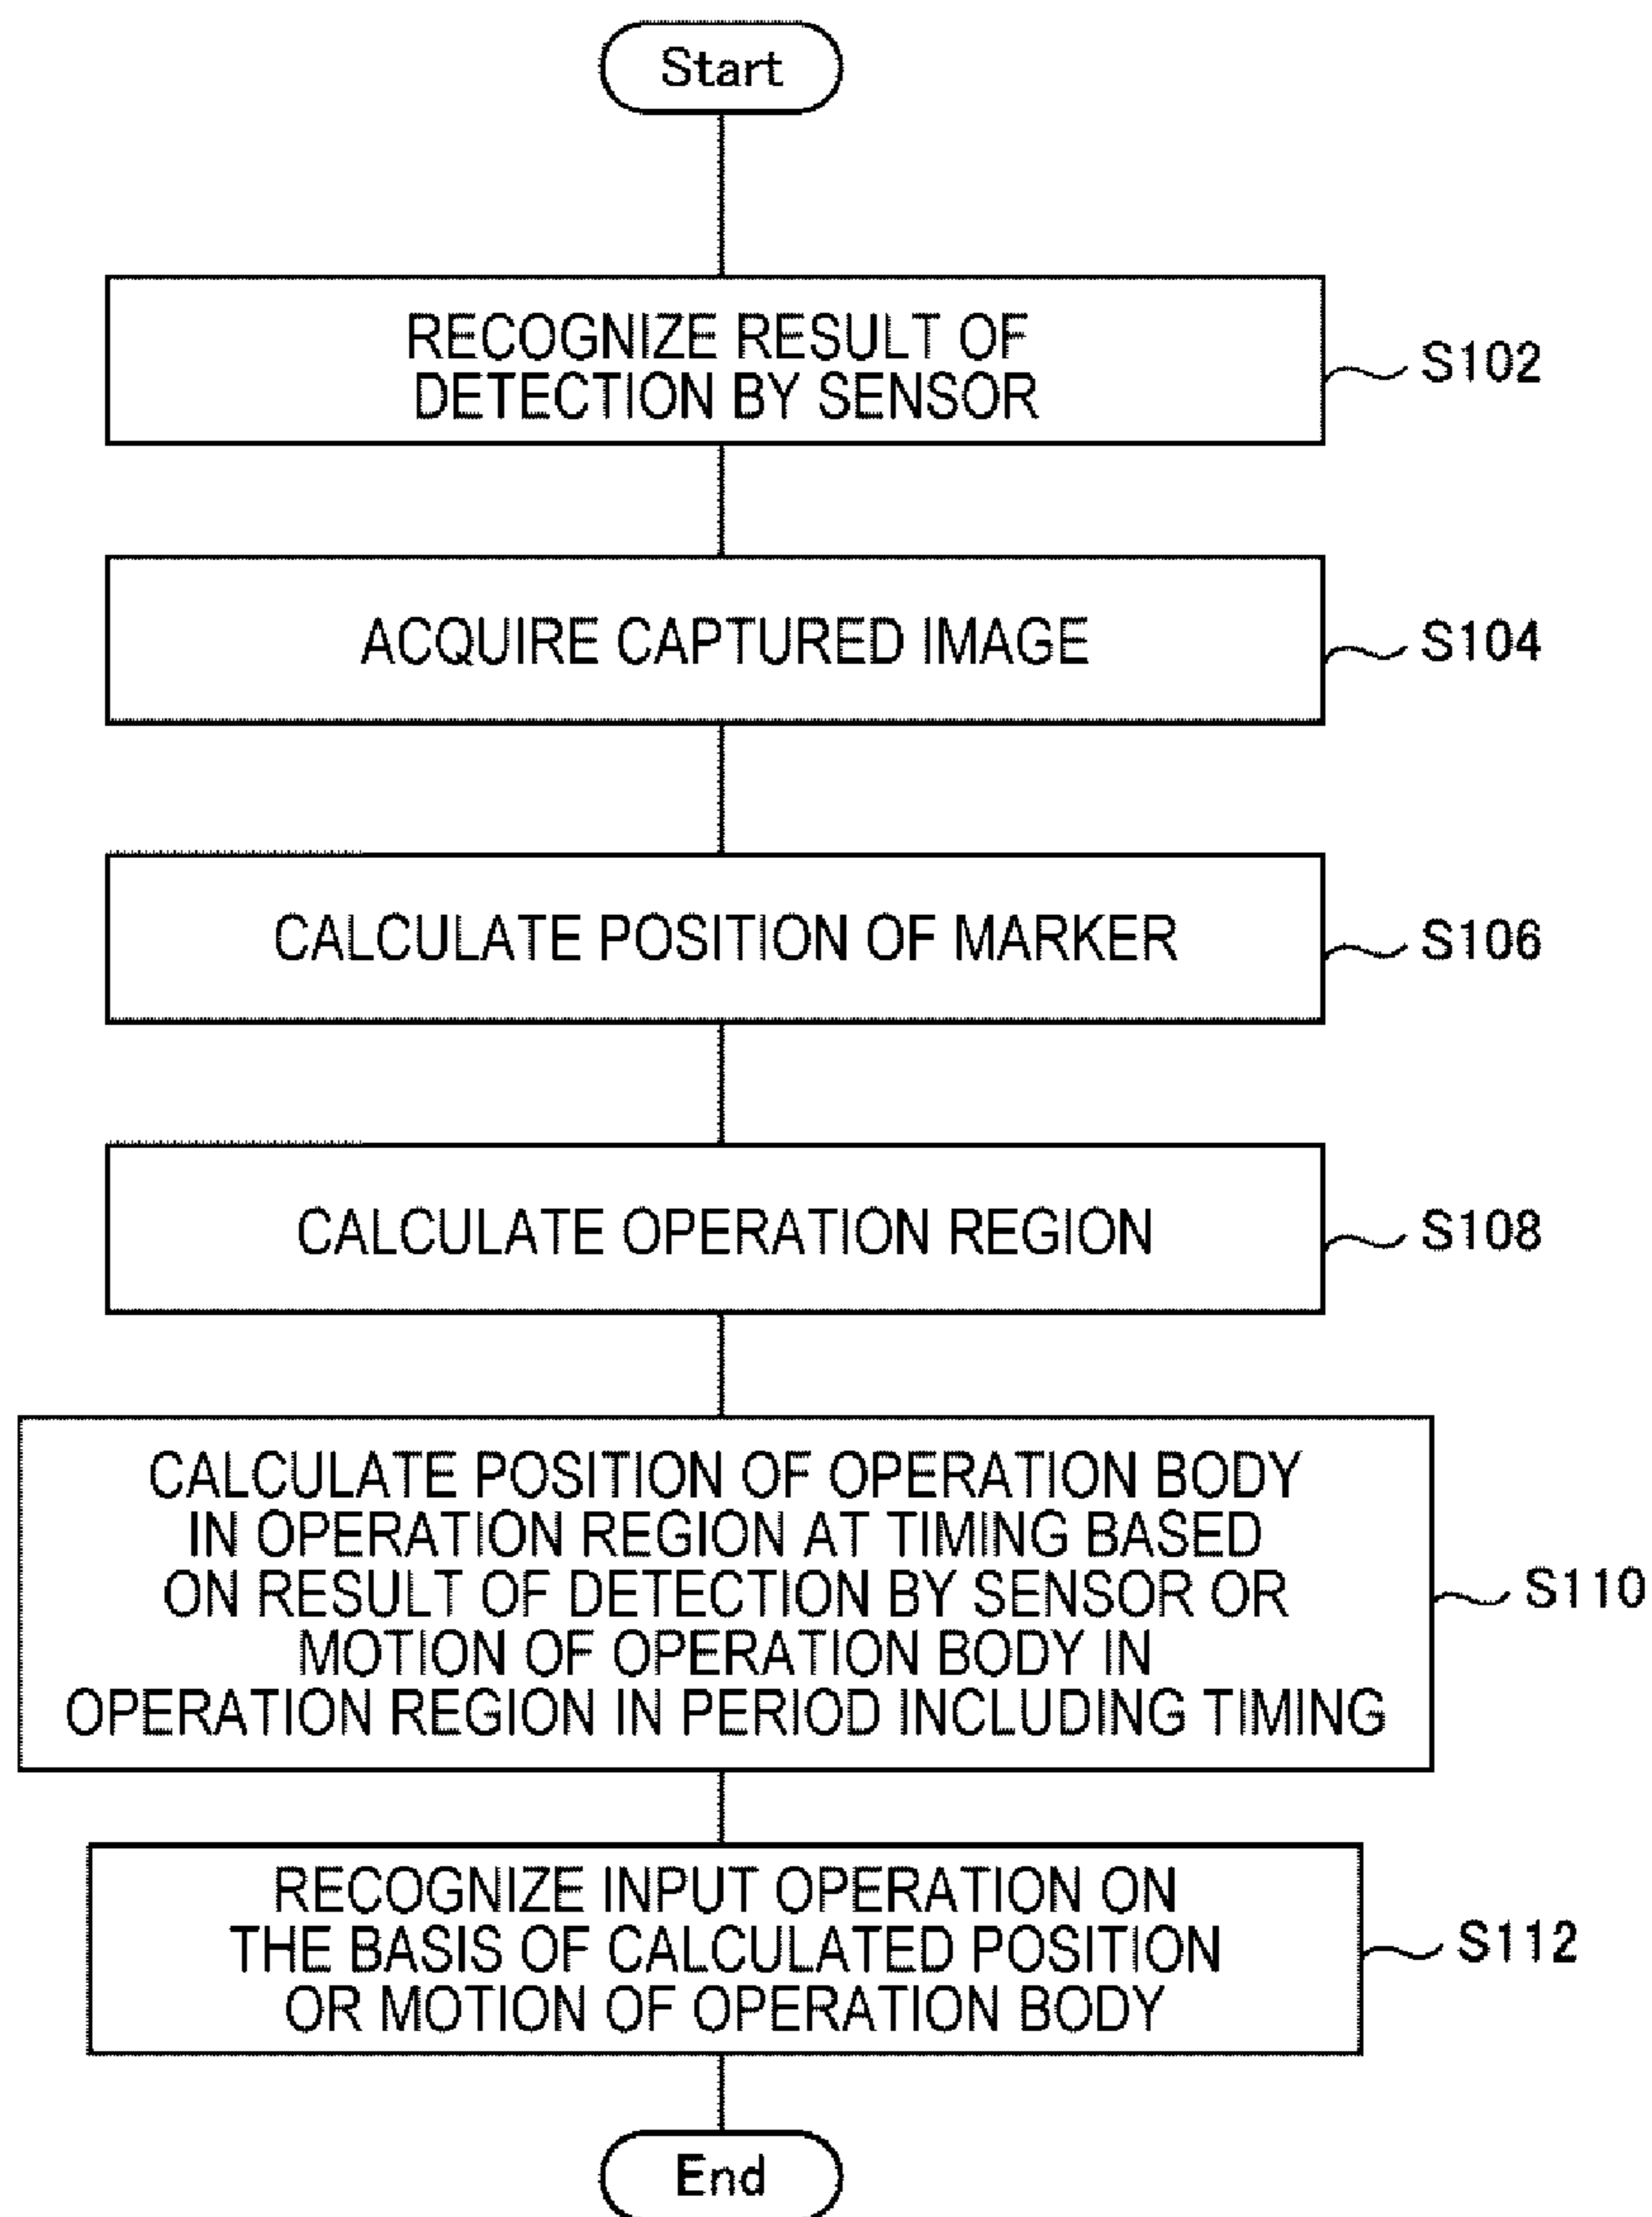 Start
RECOGNIZE RESULT OF
DETECTION BY SENSOR
S102
ACQUIRE CAPTURED IMAGE
S104
CALCULATE POSITION OF MARKER
S106
CALCULATE OPERATION REGION
S108
CALCULATE POSITION OF OPERATION BODY
IN OPERATION REGION AT TIMING BASED
ON RESULT OF DETECTION BY SENSOR OR
MOTION OF OPERATION BODY IN
OPERATION REGION IN PERIOD INCLUDING TIMING
S110
RECOGNIZE INPUT OPERATION ON
THE BASIS OF CALCULATED POSITION
OR MOTION OF OPERATION BODY
S112
End